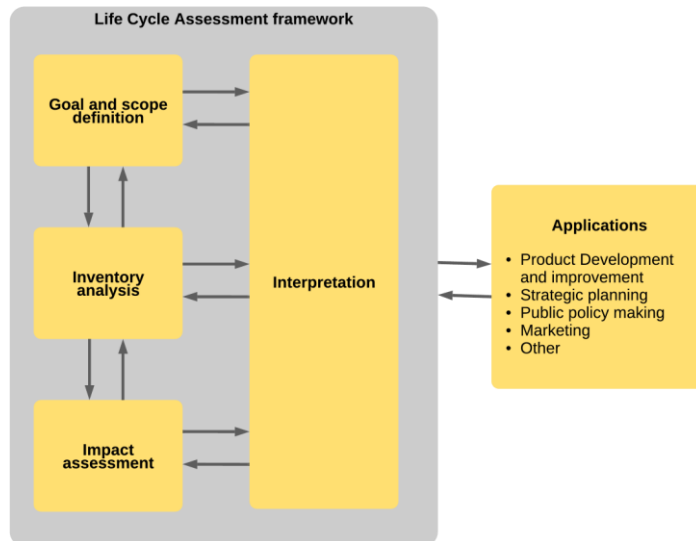 Life Cycle Assessment framework
Goal and scope
definition
Inventory
analysis
Impact
assessment
Interpretation
Applications
• Product Development
and improvement
• Strategic planning
• Public policy making
• Marketing
• Other